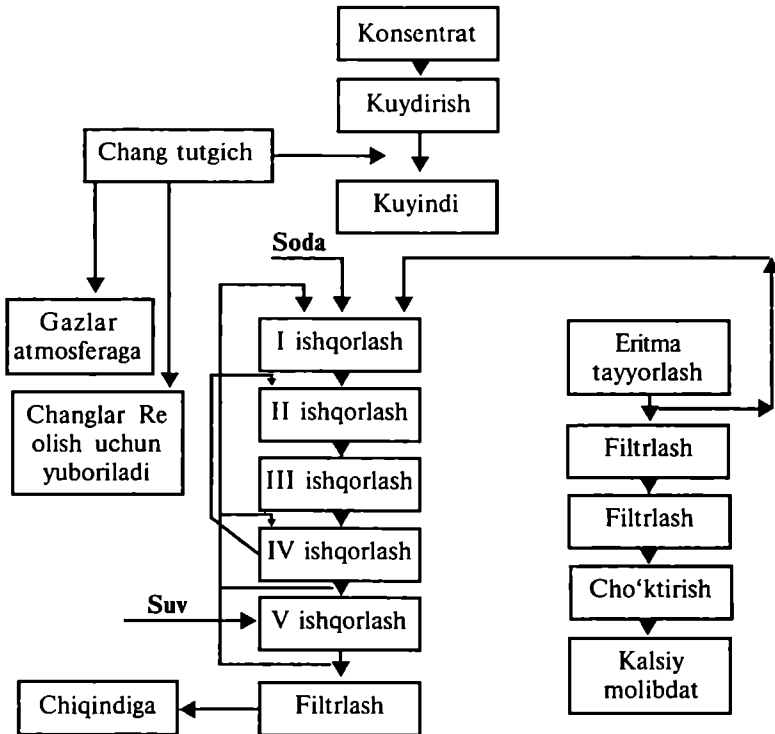 Konsentrat
Kuydirish
Chang tutgich
Kuyindi
Soda
Gazlar
atmosferaga
Changlar Re
olish uchun
yuboriladi
I ishqorlash
II ishqorlash
III ishqorlash
IV ishqorlash
Suv
V ishqorlash
Filtrlash
Chiqindiga
Eritma
tayyorlash
Filtrlash
Filtrlash
Cho‘ktirish
Kalsiy
molibdat